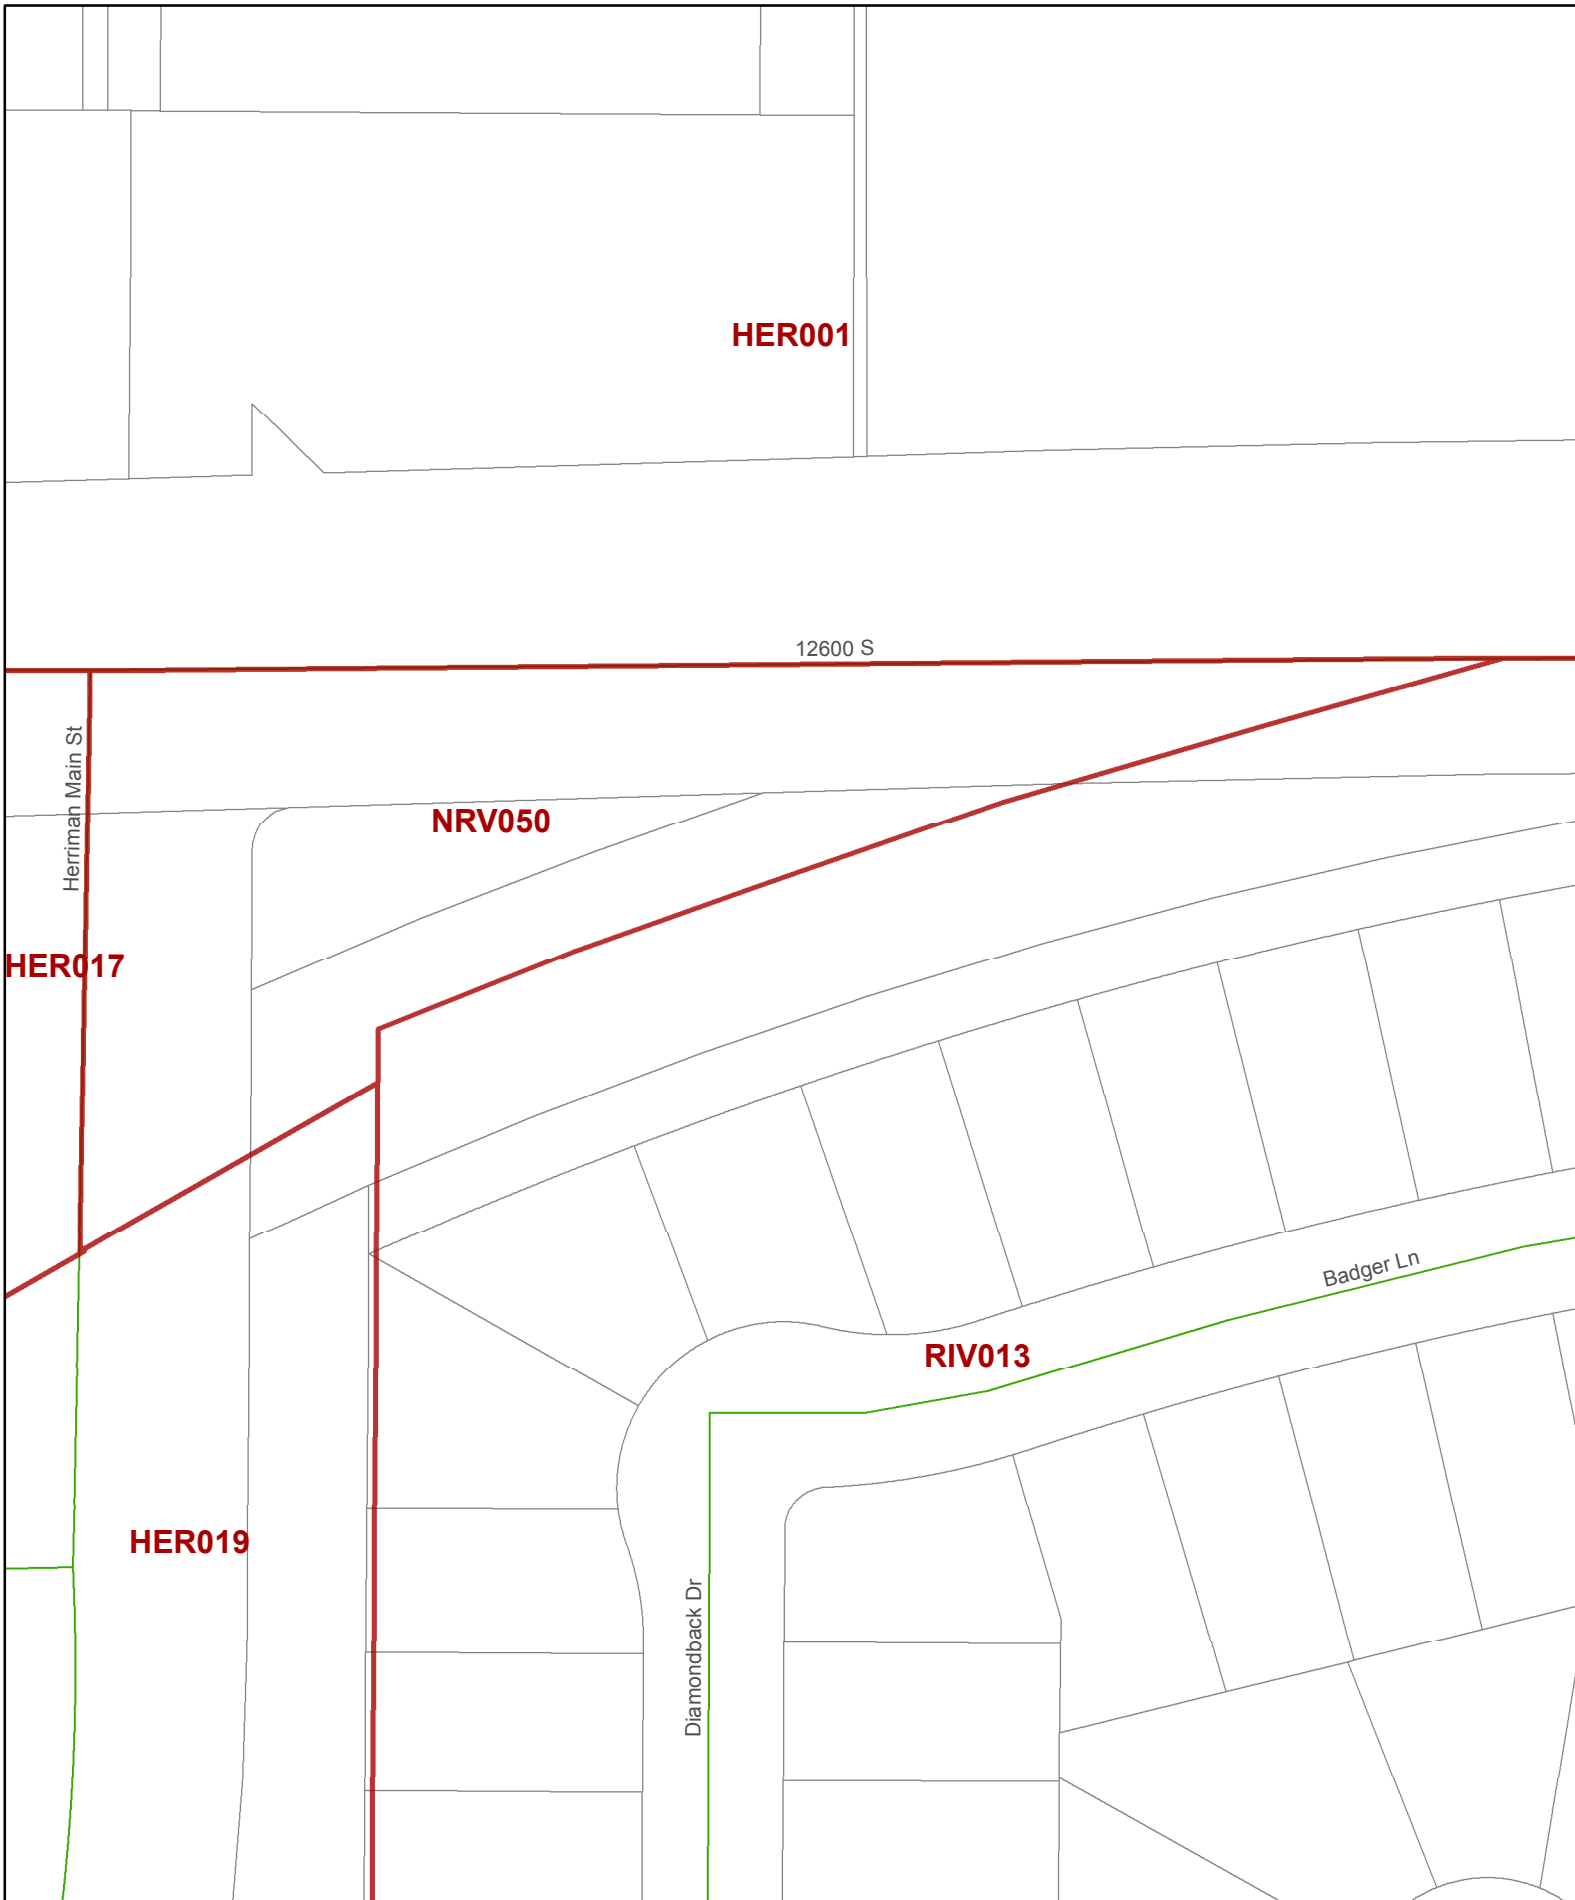 HER001
12600 S
Herriman Main St
NRV050
HER017
Badger Ln
RIV013
HER019
Diamondback Dr